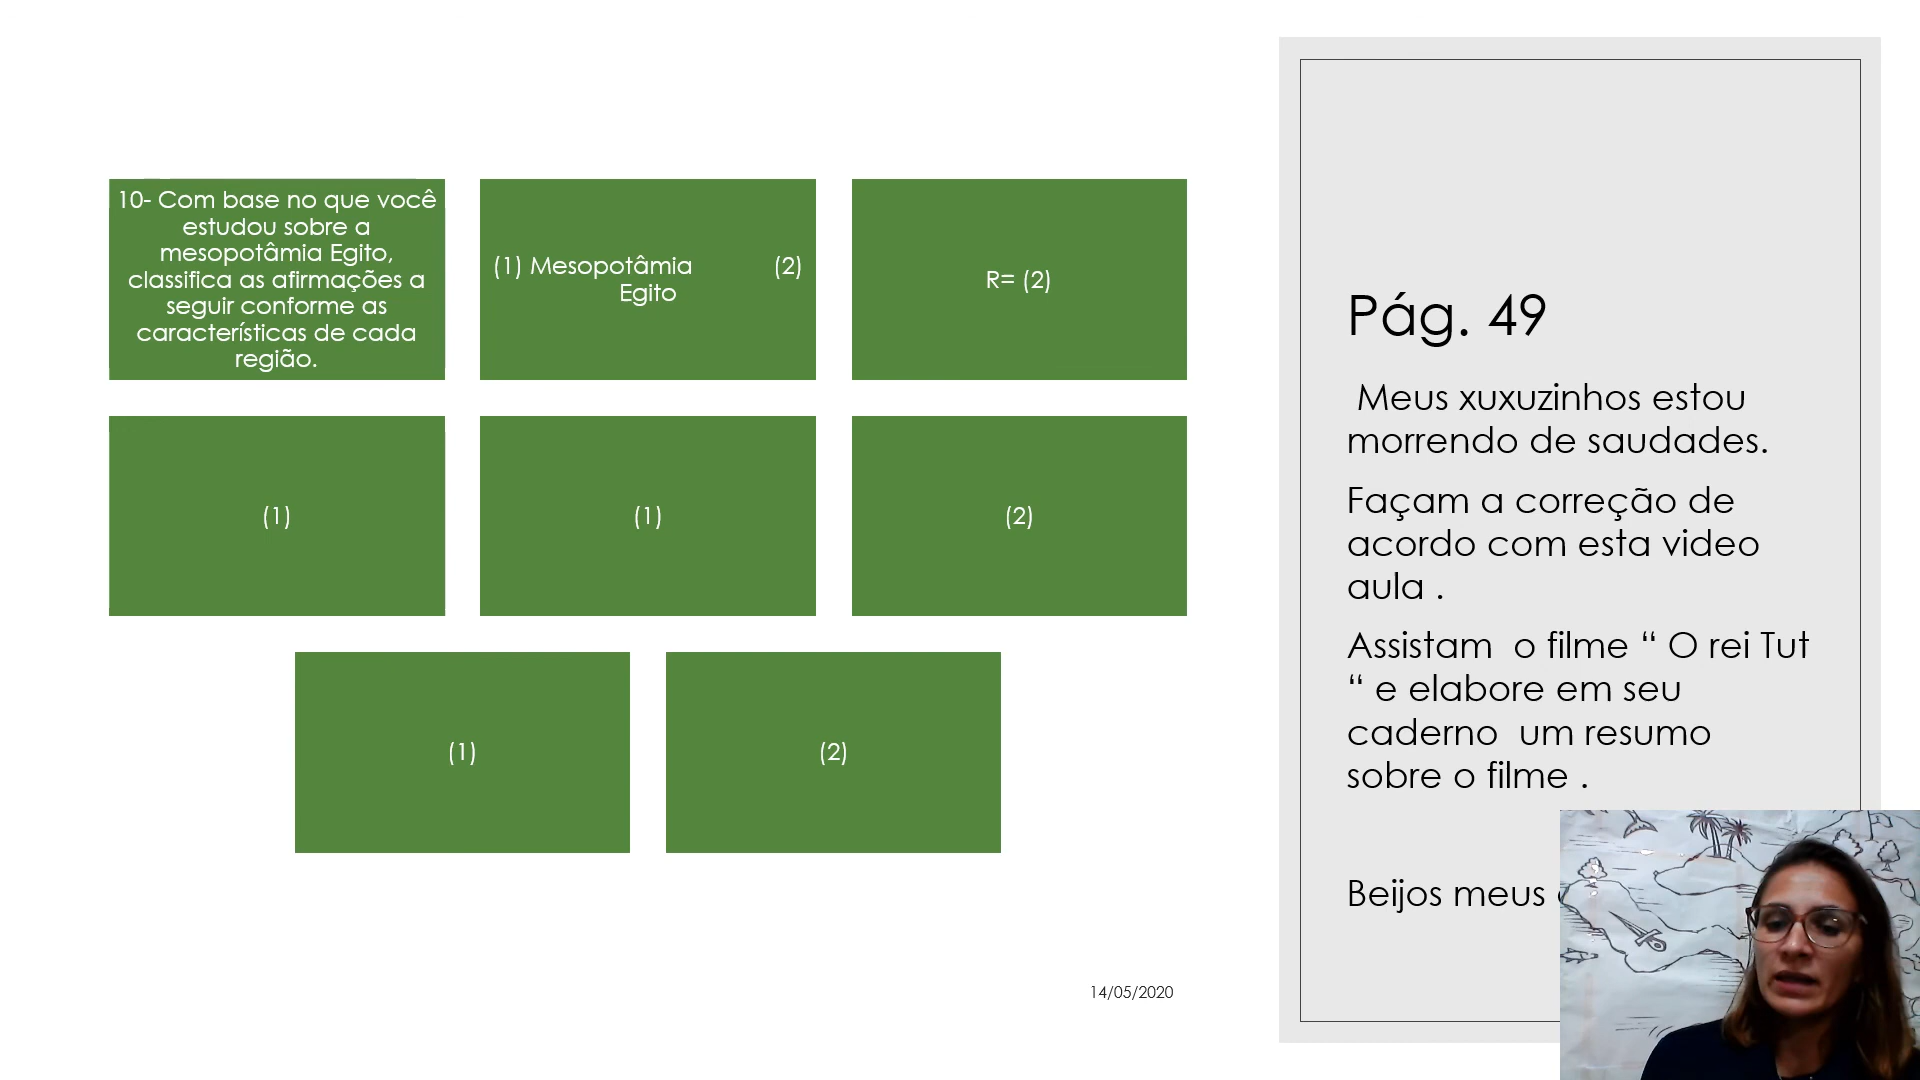 10- Com base no que você
estudou sobre a
mesopotâmia Egito,
classifica as afirmações a
seguir conforme as
características de cada
região.
(1) Mesopotâmia (2)
Egito
R= (2)
(1)
(1)
(2)
(1)
(2)
14/05/2020
Pág. 49
Meus xuxuzinhos estou
morrendo de saudades.
Façam a correção de
acordo com esta video
aula .
Assistam o filme “ O rei Tut
“ e elabore em seu
caderno um resumo
sobre o filme .
Beijos meus